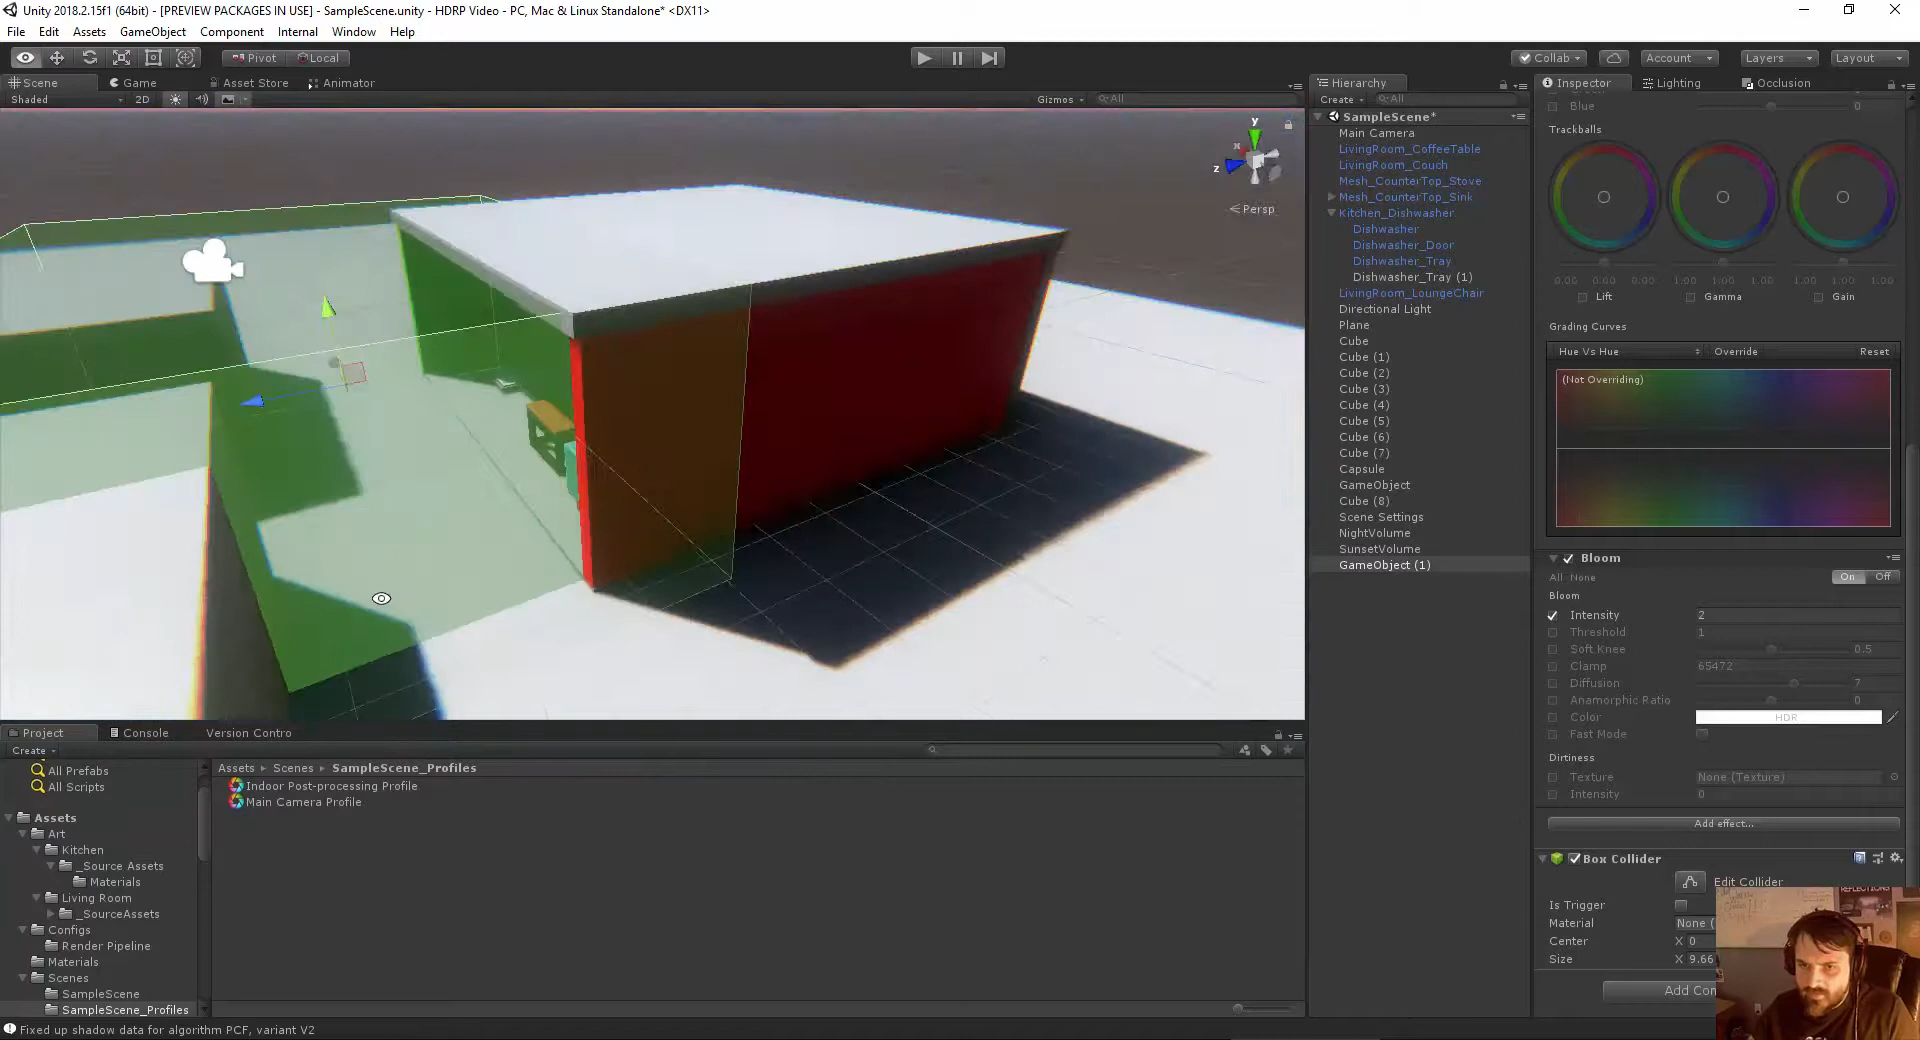 Unity 2018.2.15f1 (64bit) - [PREVIEW PACKAGES IN USE] - SampleScene.unity - HDRP Video - PC, Mac & Linux Standalone* <DX11>
File Edit Assets GameObject Component Internal Window Help
Pivot Local Collab Account Layers Layout
Scene Game Asset Store Animator
Shaded 2D Gizmos All
y
x
z
Persp
Hierarchy
Create All
SampleScene*
Main Camera
LivingRoom_CoffeeTable
LivingRoom_Couch
Mesh_CounterTop_Stove
Mesh_CounterTop_Sink
Kitchen_Dishwasher
Dishwasher
Dishwasher_Door
Dishwasher_Tray
Dishwasher_Tray (1)
LivingRoom_LoungeChair
Directional Light
Plane
Cube
Cube (1)
Cube (2)
Cube (3)
Cube (4)
Cube (5)
Cube (6)
Cube (7)
Capsule
GameObject
Cube (8)
Scene Settings
NightVolume
SunsetVolume
GameObject (1)
Inspector Lighting Occlusion
Blue 0
Trackballs
0.00 0.00 0.00 1.00 1.00 1.00 1.00 1.00 1.00
Lift Gamma Gain
Grading Curves
Hue Vs Hue Override Reset
(Not Overriding)
Bloom
All None On Off
Bloom
Intensity 2
Threshold 1
Soft Knee 0.5
Clamp 65472
Diffusion 7
Anamorphic Ratio 0
Color HDR
Fast Mode
Dirtiness
Texture None (Texture)
Intensity 0
Add effect...
Box Collider
Edit Collider
Is Trigger
Material None (
Center X 0
Size X 9.66
Add Con
Project Console Version Contro
Create
All Prefabs
All Scripts
Assets
Art
Kitchen
_Source Assets
Materials
Living Room
_SourceAssets
Configs
Render Pipeline
Materials
Scenes
SampleScene
SampleScene_Profiles
Assets Scenes SampleScene_Profiles
Indoor Post-processing Profile
Main Camera Profile
Fixed up shadow data for algorithm PCF, variant V2
REFLECTIONS